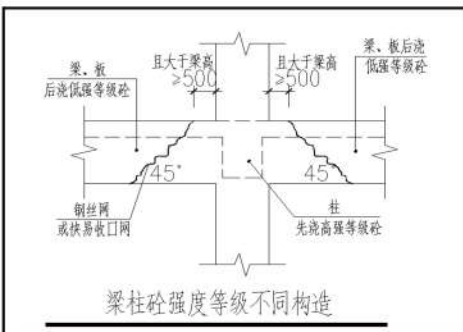 梁、板
后浇低强等级砼
且大于梁高
≥500
且大于梁高
≥500
梁、板后浇
低强等级砼
45°
45°
钢丝网
或快易收口网
柱
先浇高强等级砼
梁柱砼强度等级不同构造